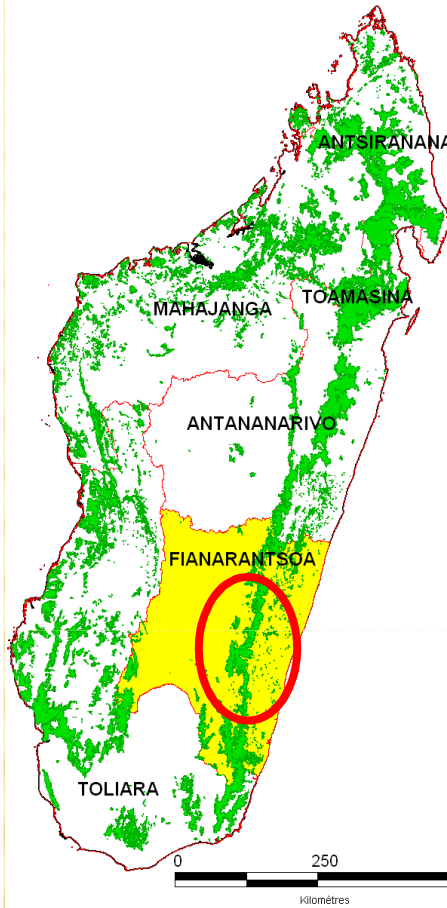 ANTSIRANANA
TOAMASINA
MAHAJANGA
ANTANANARIVO
FIANARANTSOA
TOLIARA
0 250
Kilomètres